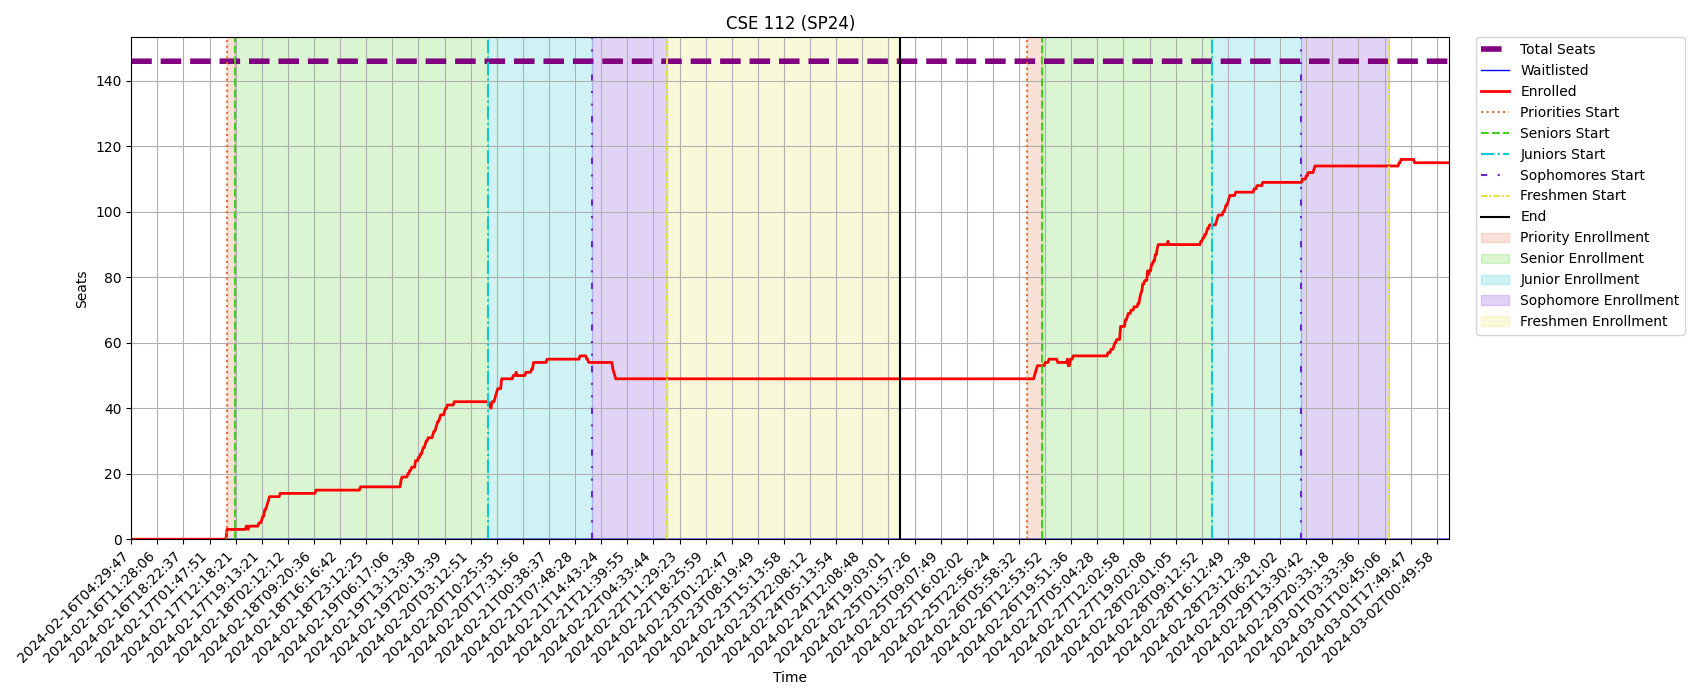 CSE 112 (SP24)
Seats
140
120
100
80
60
40
20
0
2024-02-16T04:29:47
2024-02-16T11:28:06
2024-02-16T18:22:37
2024-02-17T01:47:51
2024-02-17T12:18:21
2024-02-17T19:13:21
2024-02-18T02:12:12
2024-02-18T09:20:36
2024-02-18T16:16:42
2024-02-18T23:12:25
2024-02-19T06:17:06
2024-02-19T13:13:38
2024-02-19T20:13:39
2024-02-20T03:12:51
2024-02-20T10:25:35
2024-02-20T17:31:56
2024-02-21T00:38:37
2024-02-21T07:48:28
2024-02-21T14:43:24
2024-02-21T21:39:55
2024-02-22T04:33:44
2024-02-22T11:29:23
2024-02-22T18:25:59
2024-02-23T01:22:47
2024-02-23T08:19:49
2024-02-23T15:13:58
2024-02-23T22:08:12
2024-02-24T05:13:54
2024-02-24T12:08:48
2024-02-24T19:03:01
2024-02-25T01:57:26
2024-02-25T09:07:49
2024-02-25T16:02:02
2024-02-25T22:56:24
2024-02-26T05:58:32
2024-02-26T12:53:52
2024-02-26T19:51:36
2024-02-27T05:04:28
2024-02-27T12:02:58
2024-02-27T19:02:08
2024-02-28T02:01:05
2024-02-28T09:12:52
2024-02-28T16:12:49
2024-02-28T23:12:38
2024-02-29T06:21:02
2024-02-29T13:30:42
2024-02-29T20:33:18
2024-03-01T03:33:36
2024-03-01T10:45:06
2024-03-01T17:49:47
2024-03-02T00:49:58
Time
Total Seats
Waitlisted
Enrolled
Priorities Start
Seniors Start
Juniors Start
Sophomores Start
Freshmen Start
End
Priority Enrollment
Senior Enrollment
Junior Enrollment
Sophomore Enrollment
Freshmen Enrollment